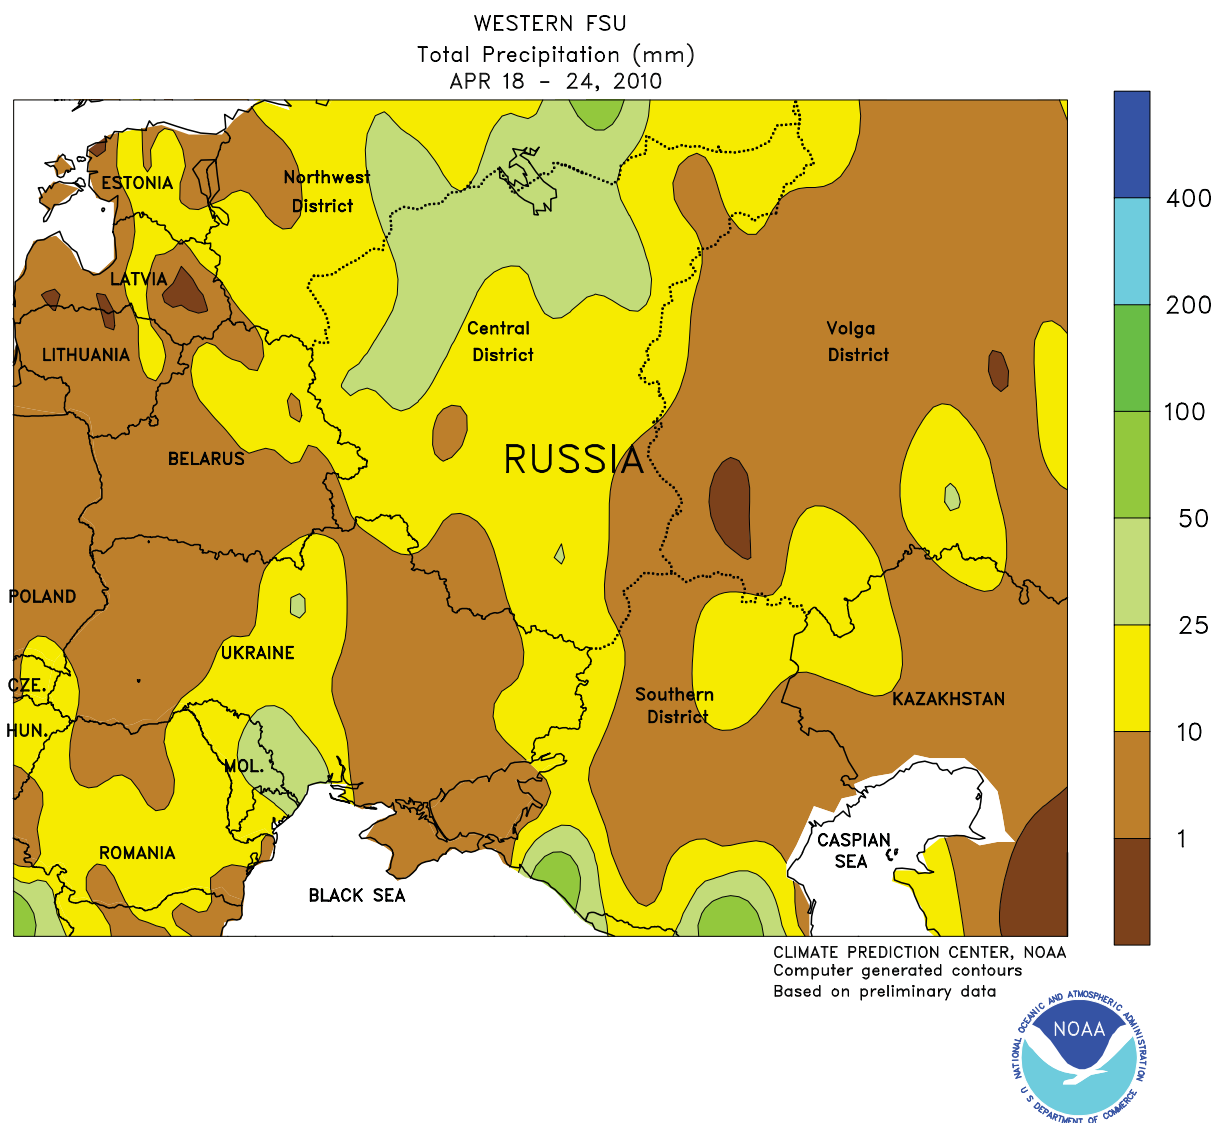 WESTERN FSU
Total Precipitation (mm)
APR 18 - 24, 2010
ESTONIA
Northwest
District
LATVIA
LITHUANIA
Central
District
Volga
District
BELARUS
RUSSIA
POLAND
UKRAINE
CZE.
HUN.
Southern
District
KAZAKHSTAN
MOL.
ROMANIA
CASPIAN
SEA
BLACK SEA
400
200
100
50
25
10
1
CLIMATE PREDICTION CENTER, NOAA
Computer generated contours
Based on preliminary data
NATIONAL OCEANIC AND ATMOSPHERIC ADMINISTRATION
NOAA
U S DEPARTMENT OF COMMERCE